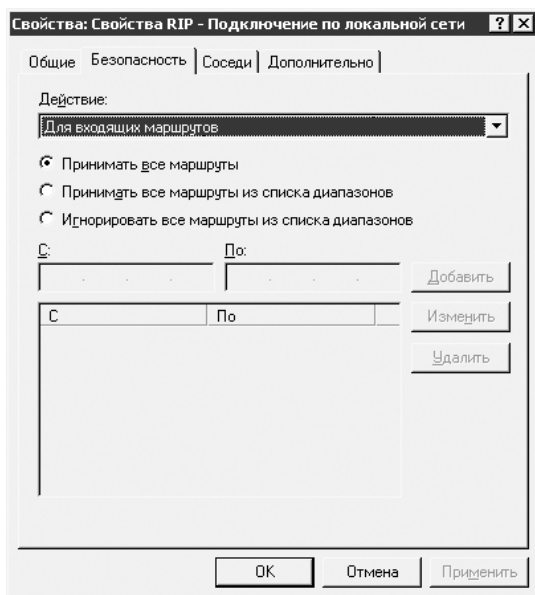 Свойства: Свойства RIP - Подключение по локальной сети
Общие Безопасность Соседи Дополнительно
Действие:
Для входящих маршрутов
Принимать все маршруты
Принимать все маршруты из списка диапазонов
Игнорировать все маршруты из списка диапазонов
С: По:
Добавить
С По
Изменить
Удалить
OK Отмена Применить